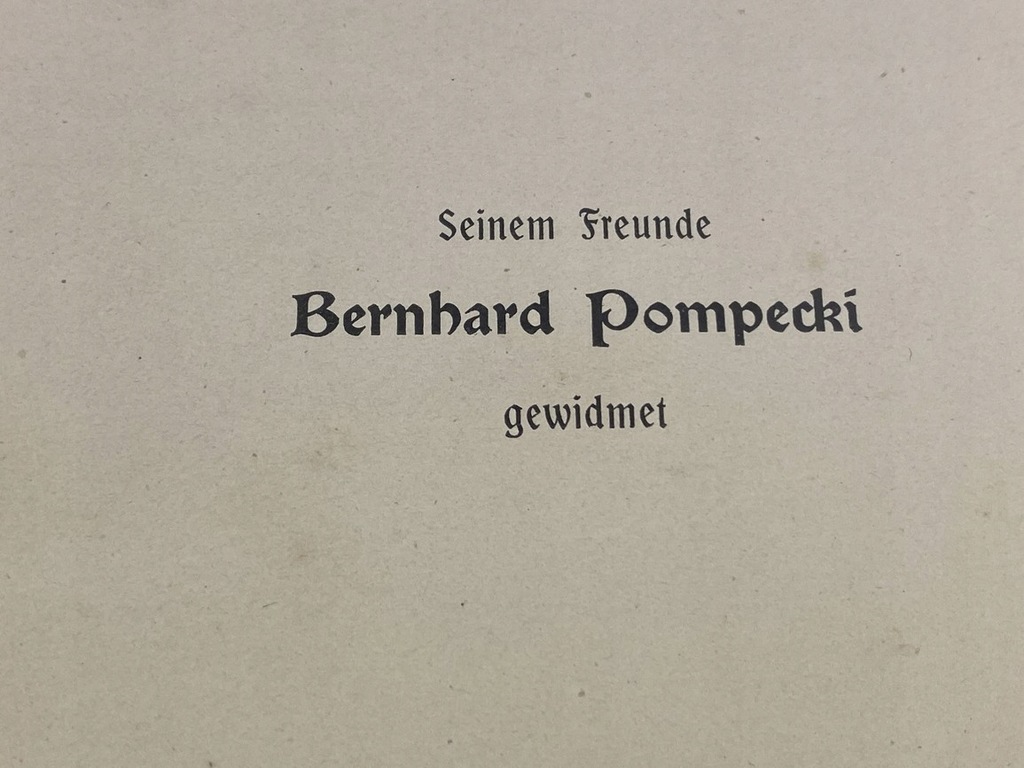 Seinem Freunde
Bernhard Pompecki
gewidmet